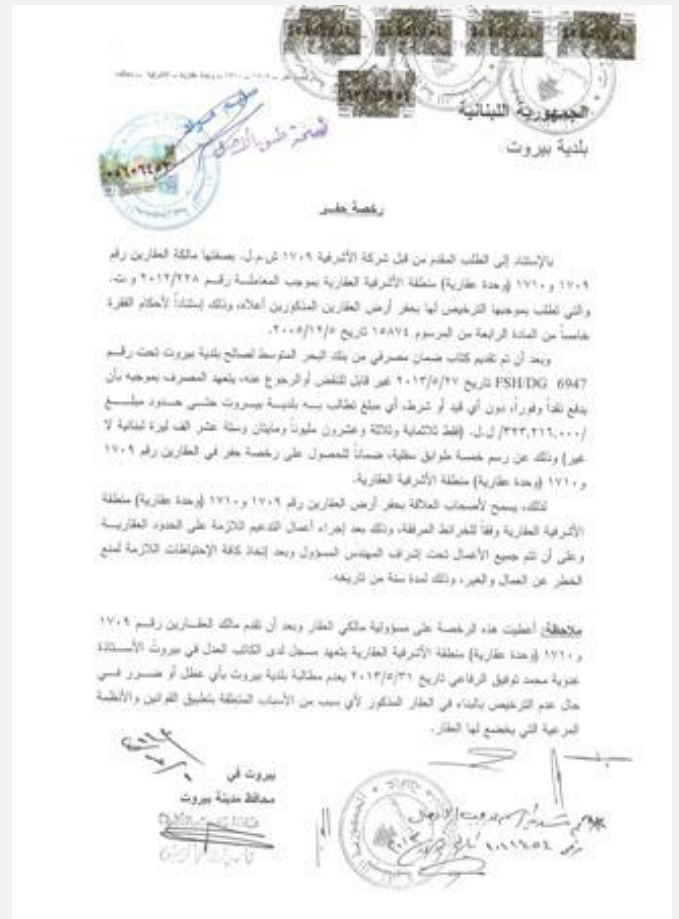 الجمهورية اللبنانية
بلدية بيروت
رخصة حفر
بالإستناد إلى الطلب المقدم من قبل شركة الأشرفية ١٧٠٩ ش.م.ل. بصفتها مالكة العقارين رقم
١٧٠٩ و ١٧١٠ (وحدة عقارية) منطقة الأشرفية العقارية بموجب المعاملة رقم ٢٠١٢/٢٢٨ و.ت.
والتي تطلب بموجبها الترخيص لها بحفر أرض العقارين المذكورين أعلاه، وذلك إستناداً لأحكام الفقرة
خامساً من المادة الرابعة من المرسوم ١٥٨٧٤ تاريخ ٢٠٠٥/١٢/٥.
وبعد أن تم تقديم كتاب ضمان مصرفي من بنك البحر المتوسط لصالح بلدية بيروت تحت رقم
FSH/DG 6947 تاريخ ٢٠١٣/٥/٢٧ غير قابل للنقض أو الرجوع عنه، يتعهد المصرف بموجبه بأن
يدفع نقداً وفوراً، دون أي قيد أو شرط، أي مبلغ تطالب به بلدية بيروت حتى حدود مبلغ
/٣٢٣,٢١٦,٠٠٠/ ل.ل. (فقط ثلاثماية وثلاثة وعشرون مليوناً ومايتان وستة عشر الف ليرة لبنانية لا
غير) وذلك عن رسم خمسة طوابق سفلية، ضماناً للحصول على رخصة حفر في العقارين رقم ١٧٠٩
و ١٧١٠ (وحدة عقارية) منطقة الأشرفية العقارية.
لذلك، يسمح لأصحاب العلاقة بحفر أرض العقارين رقم ١٧٠٩ و ١٧١٠ (وحدة عقارية) منطقة
الأشرفية العقارية وفقاً للخرائط المرفقة، وذلك بعد إجراء أعمال التدعيم اللازمة على الحدود العقارية
وعلى أن تتم جميع الأعمال تحت إشراف المهندس المسؤول وبعد إتخاذ كافة الإحتياطات اللازمة لمنع
الخطر عن العمال والغير، وذلك لمدة سنة من تاريخه.
ملاحظة: أعطيت هذه الرخصة على مسؤولية مالكي العقار وبعد أن تقدم مالك العقارين رقم ١٧٠٩
و ١٧١٠ (وحدة عقارية) منطقة الأشرفية العقارية بتعهد مسجل لدى الكاتب العدل في بيروت الأستاذة
غدوية محمد توفيق الرفاعي تاريخ ٢٠١٣/٥/٣١ بعدم مطالبة بلدية بيروت بأي عطل أو ضرر في
حال عدم الترخيص بالبناء في العقار المذكور لأي سبب من الأسباب المتعلقة بتطبيق القوانين والأنظمة
المرعية التي يخضع لها العقار.
بيروت في
محافظ مدينة بيروت